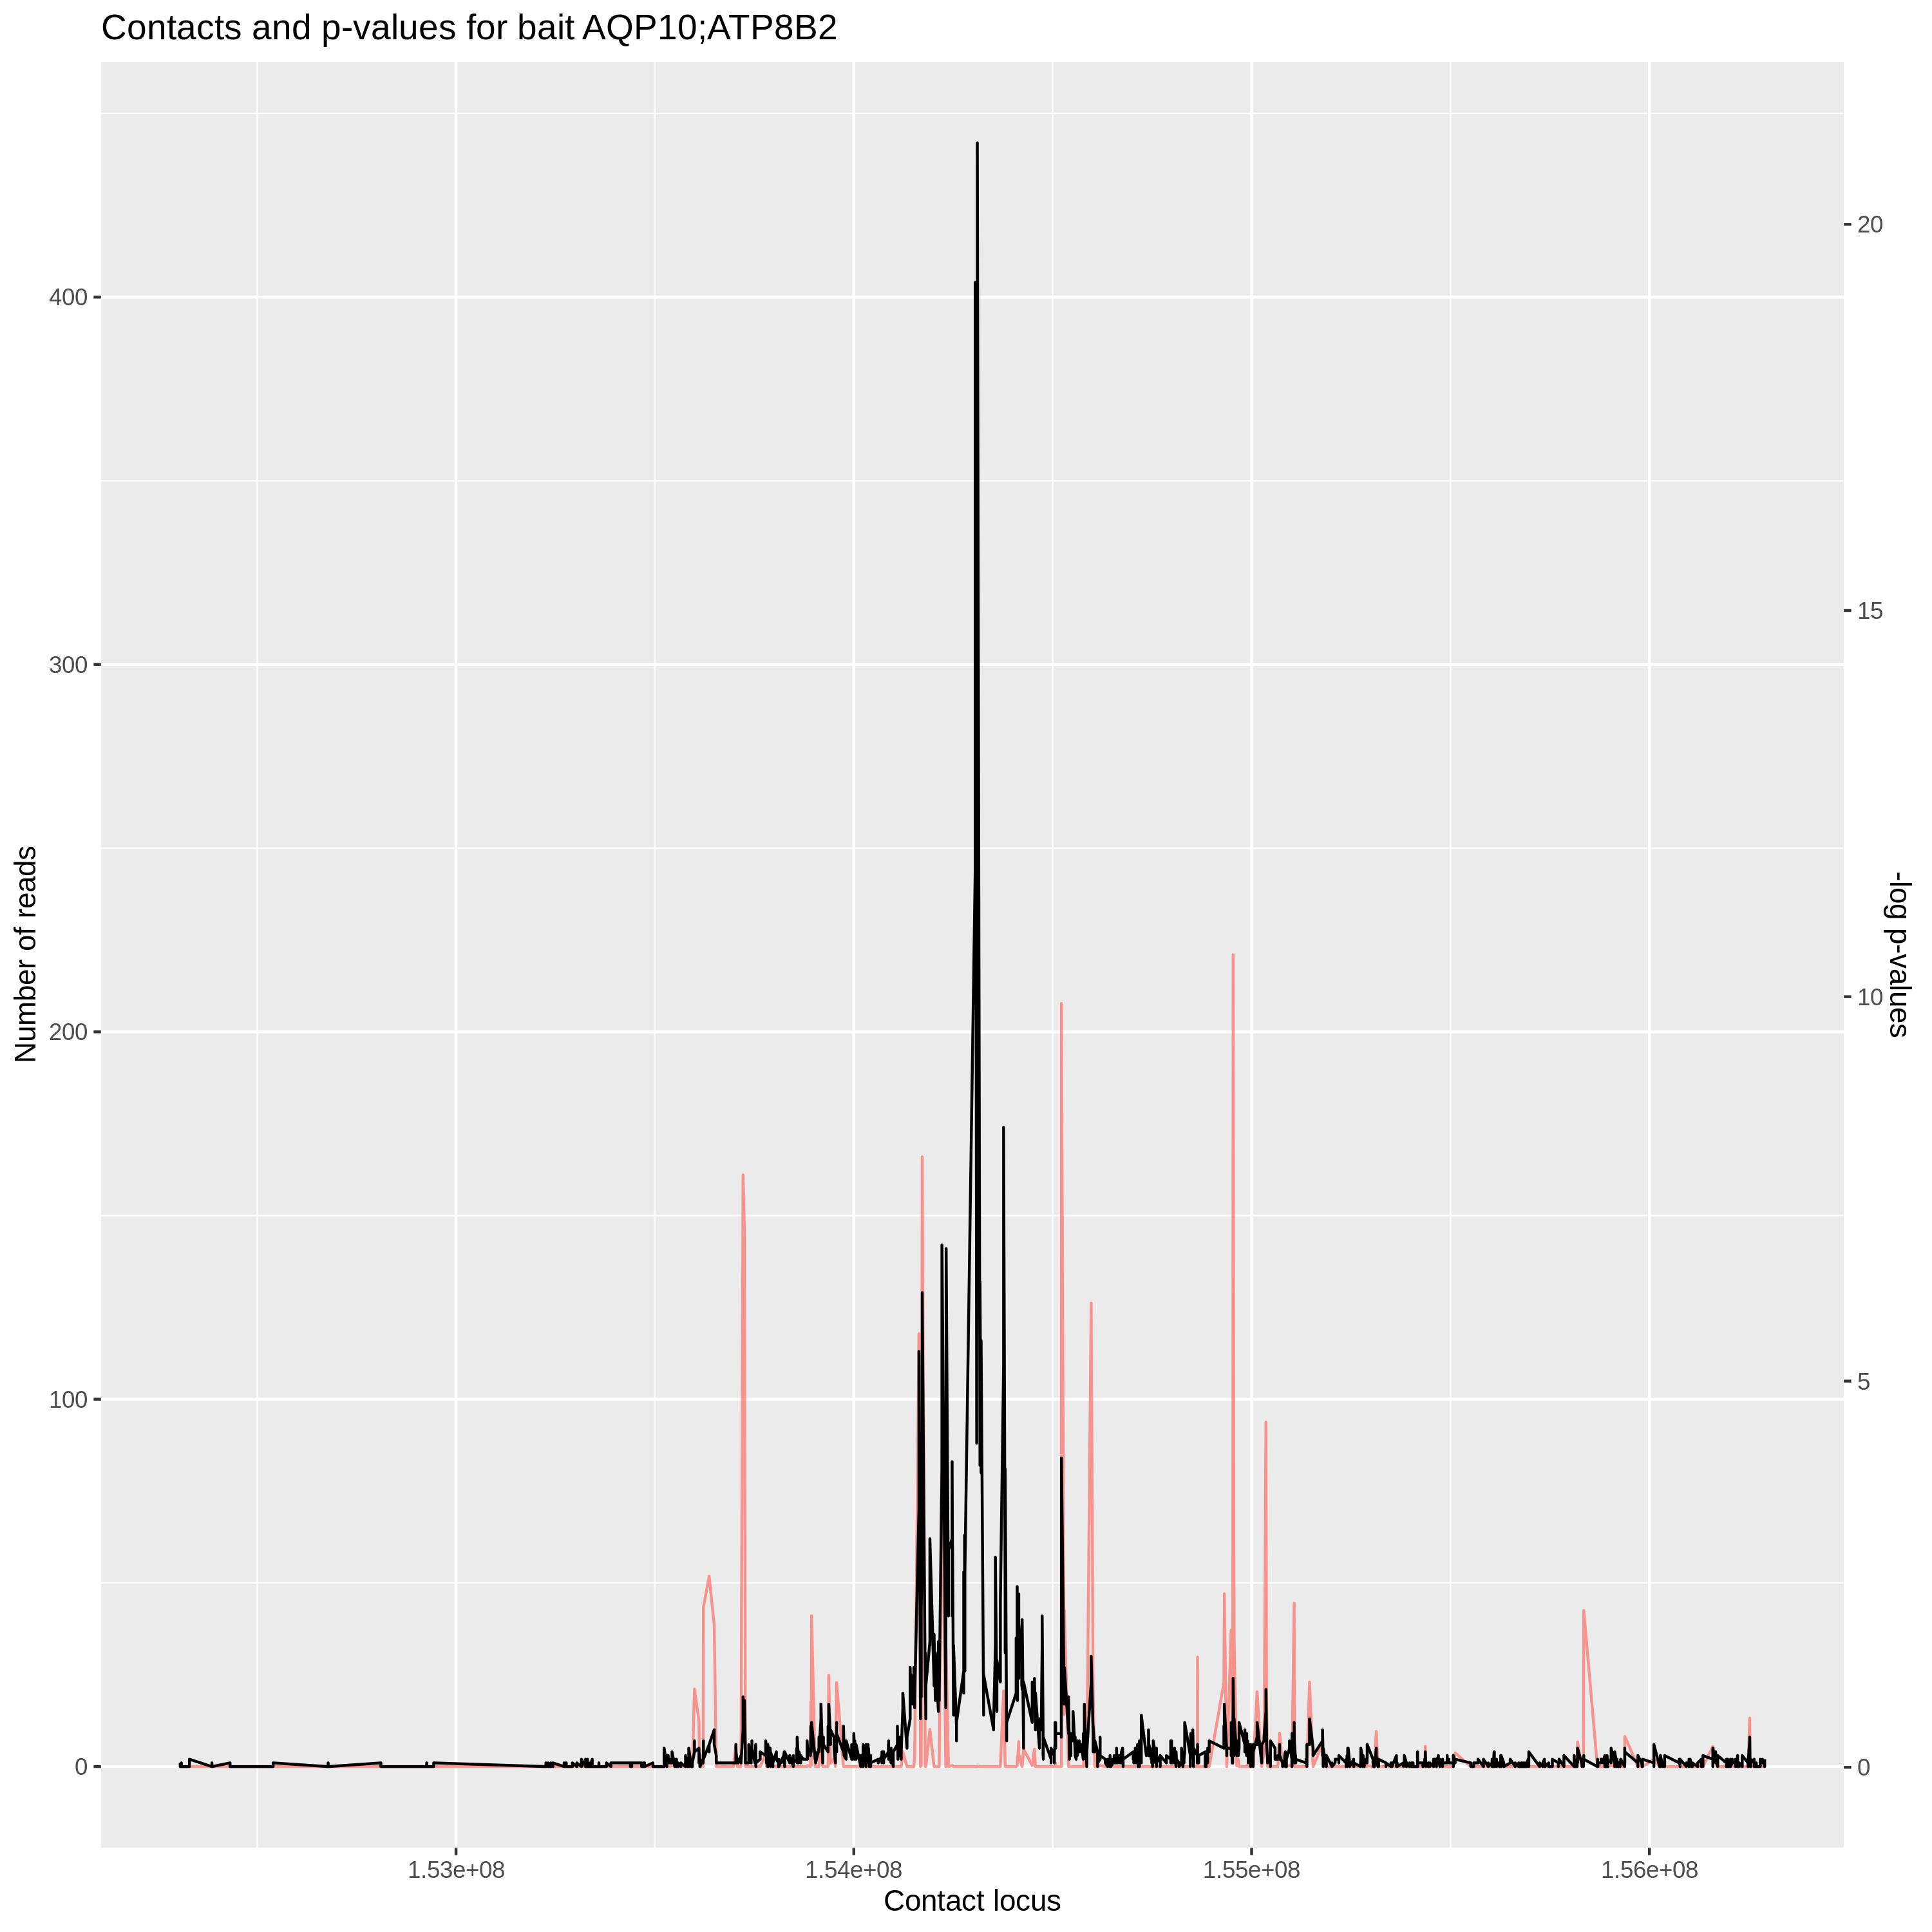 Contacts and p-values for bait AQP10;ATP8B2
Number of reads
400
300
200
100
0
20
15
10
5
0
-log p-values
1.53e+08
1.54e+08
1.55e+08
1.56e+08
Contact locus